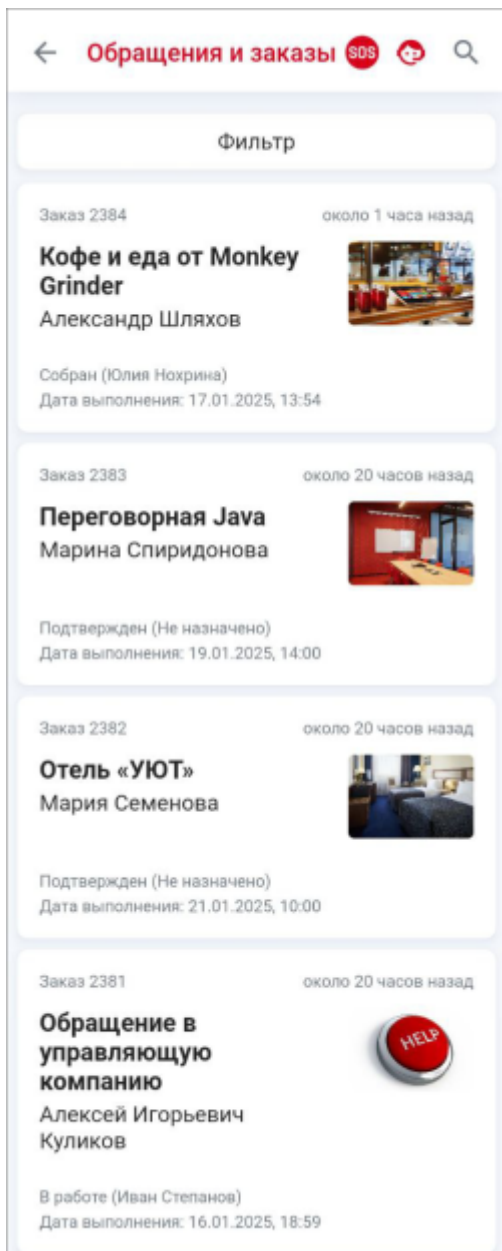 Обращения и заказы SOS
Фильтр
Заказ 2384 около 1 часа назад
Кофе и еда от Monkey
Grinder
Александр Шляхов
Собран (Юлия Нохрина)
Дата выполнения: 17.01.2025, 13:54
Заказ 2383 около 20 часов назад
Переговорная Java
Марина Спиридонова
Подтвержден (Не назначено)
Дата выполнения: 19.01.2025, 14:00
Заказ 2382 около 20 часов назад
Отель «УЮТ»
Мария Семенова
Подтвержден (Не назначено)
Дата выполнения: 21.01.2025, 10:00
Заказ 2381 около 20 часов назад
Обращение в
управляющую
компанию
HELP
Алексей Игорьевич
Куликов
В работе (Иван Степанов)
Дата выполнения: 16.01.2025, 18:59